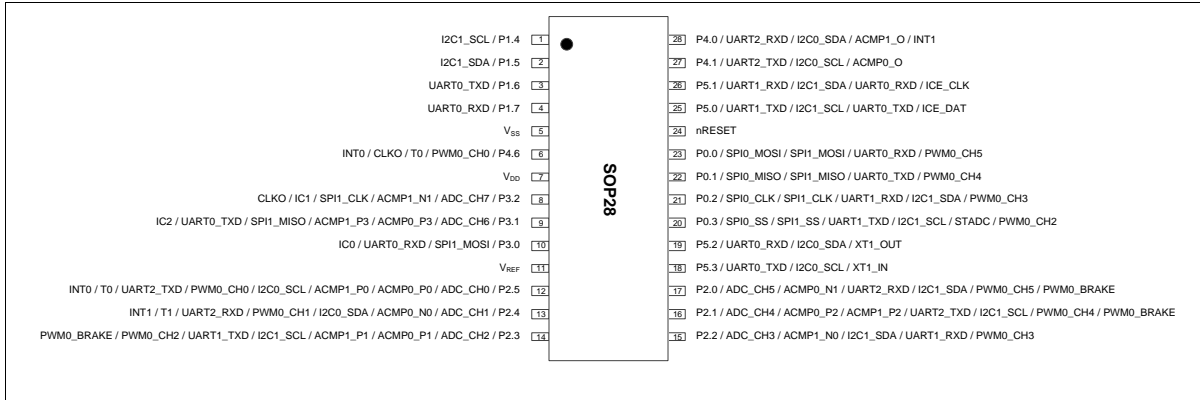 I2C1_SCL / P1.4 1
I2C1_SDA / P1.5 2
UART0_TXD / P1.6 3
UART0_RXD / P1.7 4
VSS 5
INT0 / CLKO / T0 / PWM0_CH0 / P4.6 6
VDD 7
CLKO / IC1 / SPI1_CLK / ACMP1_N1 / ADC_CH7 / P3.2 8
IC2 / UART0_TXD / SPI1_MISO / ACMP1_P3 / ACMP0_P3 / ADC_CH6 / P3.1 9
IC0 / UART0_RXD / SPI1_MOSI / P3.0 10
VREF 11
INT0 / T0 / UART2_TXD / PWM0_CH0 / I2C0_SCL / ACMP1_P0 / ACMP0_P0 / ADC_CH0 / P2.5 12
INT1 / T1 / UART2_RXD / PWM0_CH1 / I2C0_SDA / ACMP0_N0 / ADC_CH1 / P2.4 13
PWM0_BRAKE / PWM0_CH2 / UART1_TXD / I2C1_SCL / ACMP1_P1 / ACMP0_P1 / ADC_CH2 / P2.3 14
SOP28
28 P4.0 / UART2_RXD / I2C0_SDA / ACMP1_O / INT1
27 P4.1 / UART2_TXD / I2C0_SCL / ACMP0_O
26 P5.1 / UART1_RXD / I2C1_SDA / UART0_RXD / ICE_CLK
25 P5.0 / UART1_TXD / I2C1_SCL / UART0_TXD / ICE_DAT
24 nRESET
23 P0.0 / SPI0_MOSI / SPI1_MOSI / UART0_RXD / PWM0_CH5
22 P0.1 / SPI0_MISO / SPI1_MISO / UART0_TXD / PWM0_CH4
21 P0.2 / SPI0_CLK / SPI1_CLK / UART1_RXD / I2C1_SDA / PWM0_CH3
20 P0.3 / SPI0_SS / SPI1_SS / UART1_TXD / I2C1_SCL / STADC / PWM0_CH2
19 P5.2 / UART0_RXD / I2C0_SDA / XT1_OUT
18 P5.3 / UART0_TXD / I2C0_SCL / XT1_IN
17 P2.0 / ADC_CH5 / ACMP0_N1 / UART2_RXD / I2C1_SDA / PWM0_CH5 / PWM0_BRAKE
16 P2.1 / ADC_CH4 / ACMP0_P2 / ACMP1_P2 / UART2_TXD / I2C1_SCL / PWM0_CH4 / PWM0_BRAKE
15 P2.2 / ADC_CH3 / ACMP1_N0 / I2C1_SDA / UART1_RXD / PWM0_CH3